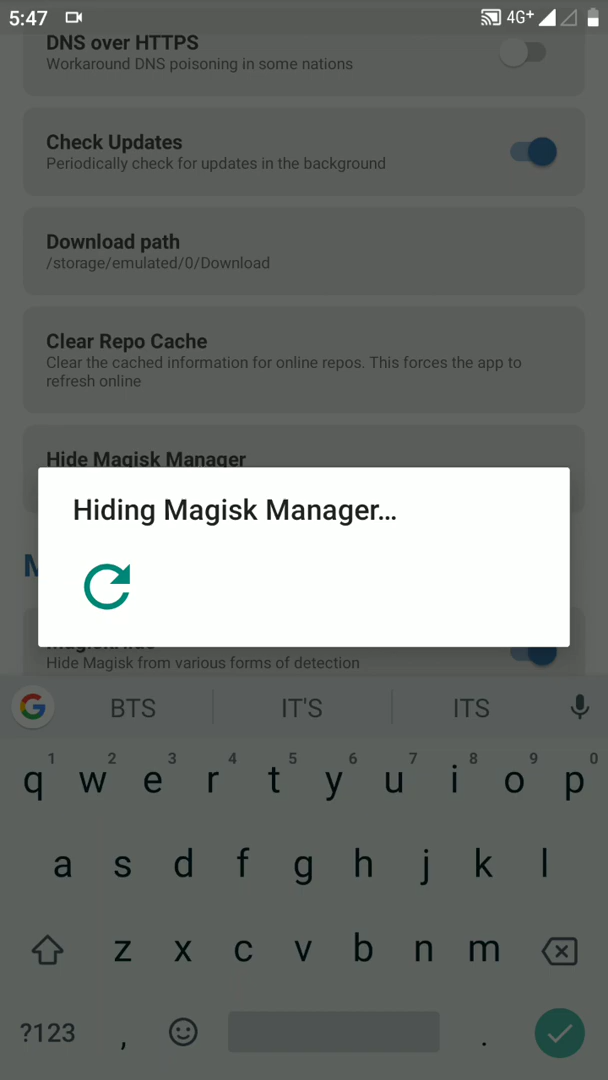 5:47
4G+
DNS over HTTPS
Workaround DNS poisoning in some nations
Check Updates
Periodically check for updates in the background
Download path
/storage/emulated/0/Download
Clear Repo Cache
Clear the cached information for online repos. This forces the app to
refresh online
Hide Magisk Manager
Hiding Magisk Manager...
Hide Magisk from various forms of detection
G BTS IT'S ITS
1 2 3 4 5 6 7 8 9 0
q w e r t y u i o p
a s d f g h j k l
z x c v b n m
?123 , .